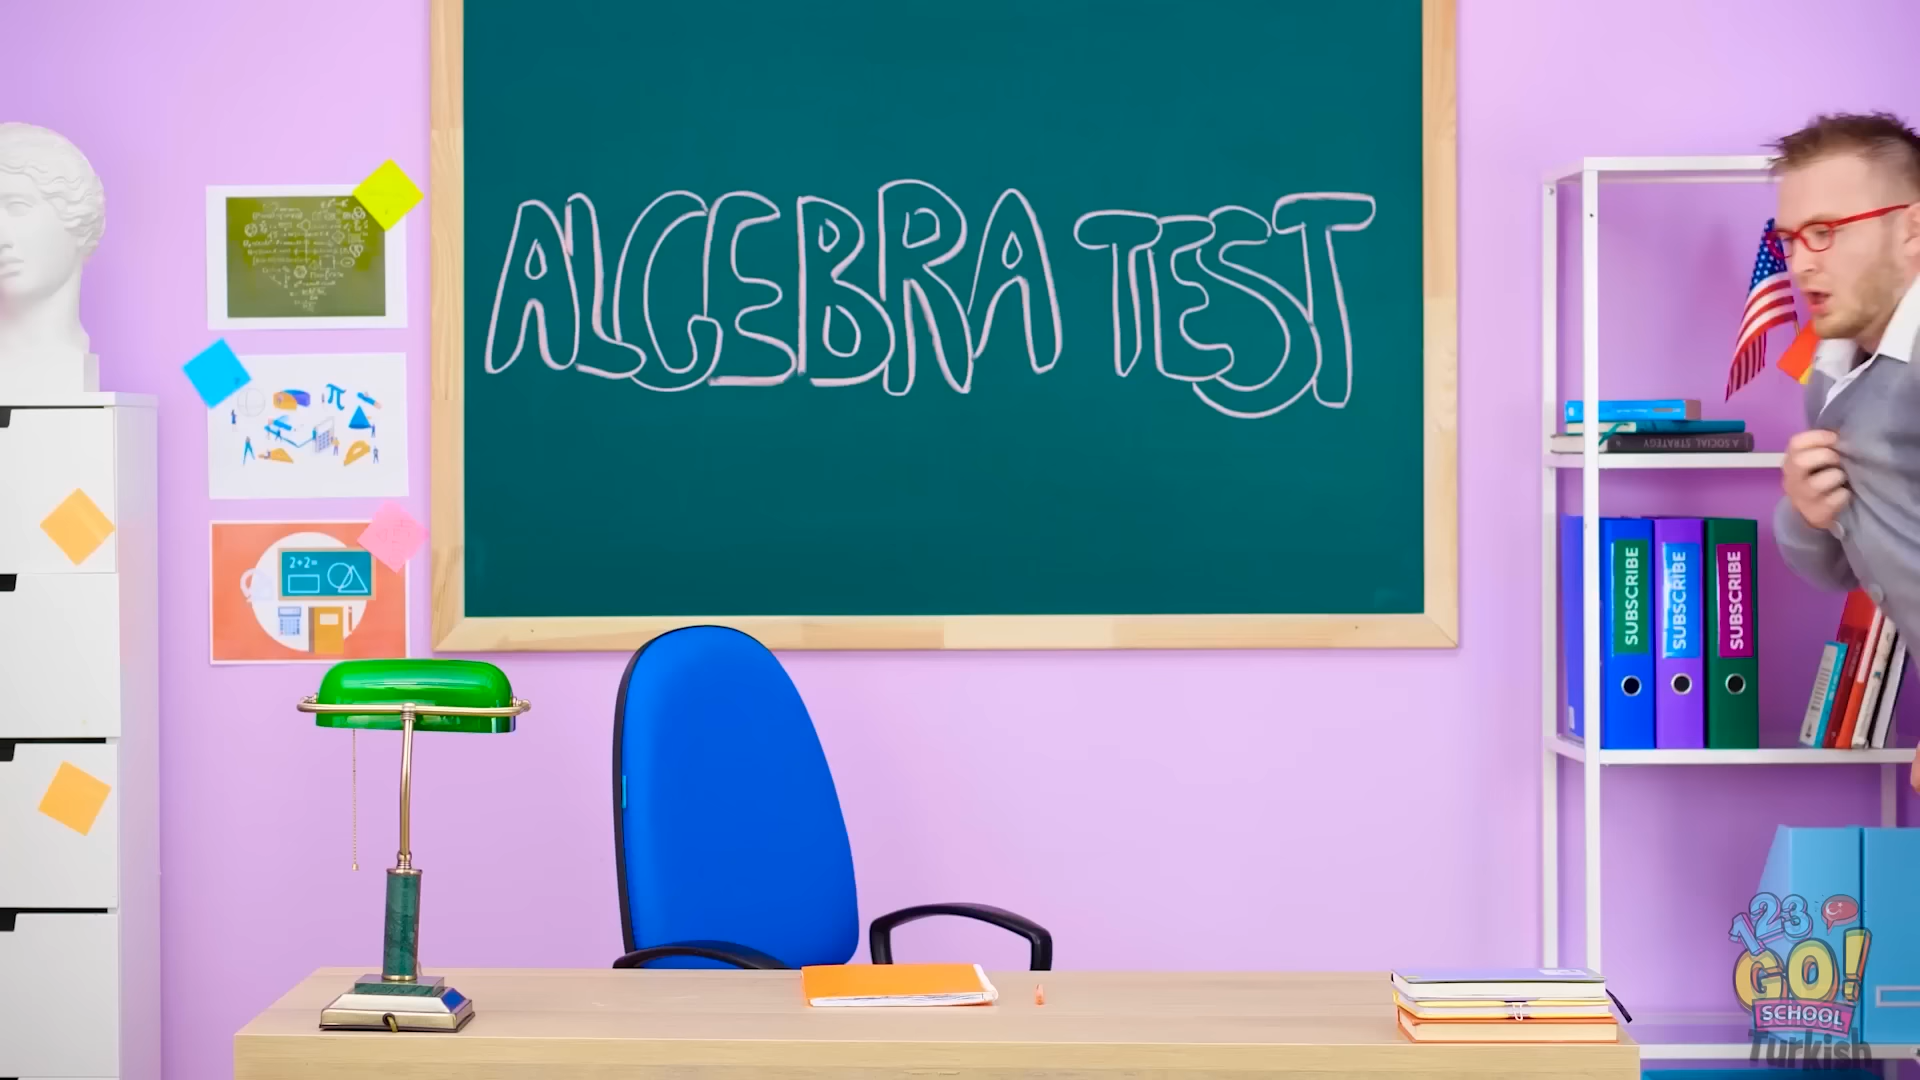 ALGEBRA TEST
2+2=
π
A SOCIAL STRATEGY
SUBSCRIBE
SUBSCRIBE
SUBSCRIBE
123
GO!
SCHOOL
Turkish